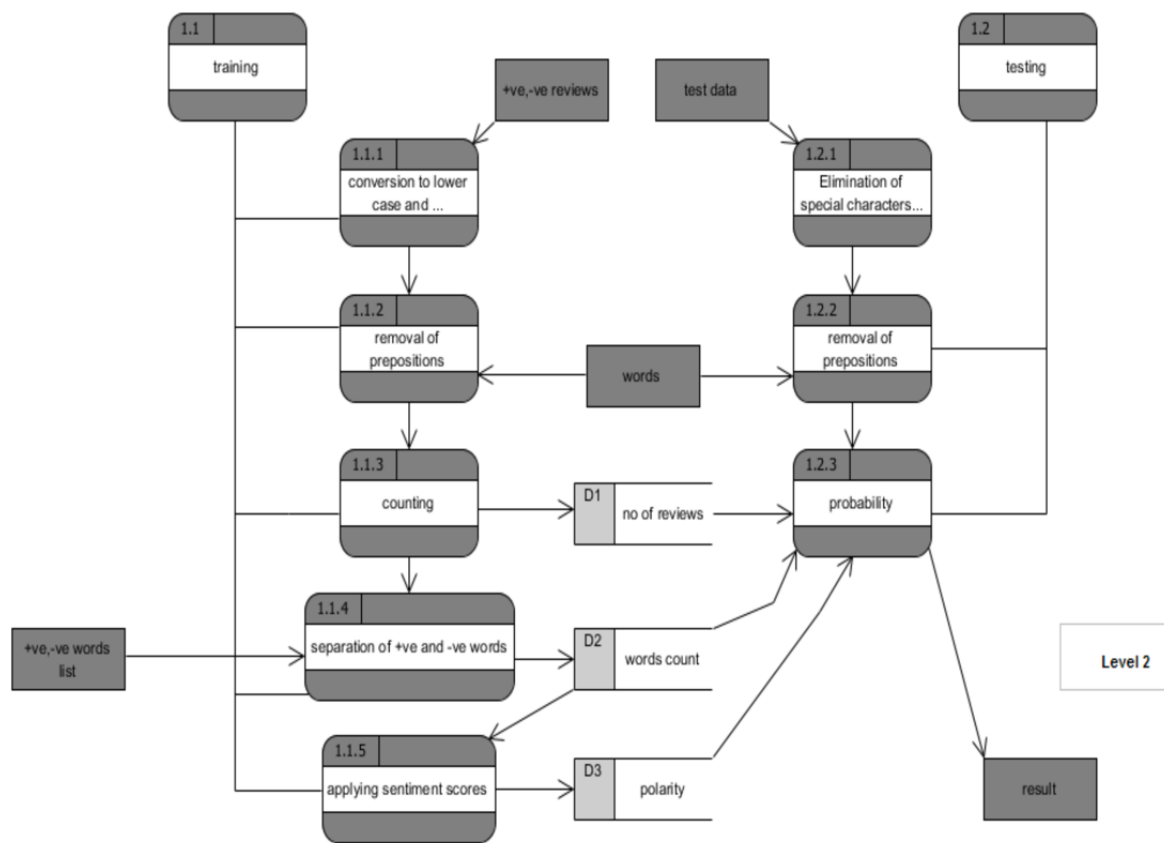 1.1
training
1.2
testing
+ve,-ve reviews
test data
1.1.1
conversion to lower
case and ...
1.2.1
Elimination of
special characters...
1.1.2
removal of
prepositions
words
1.2.2
removal of
prepositions
1.1.3
counting
D1
no of reviews
1.2.3
probability
1.1.4
separation of +ve and -ve words
+ve,-ve words
list
D2
words count
Level 2
1.1.5
applying sentiment scores
D3
polarity
result